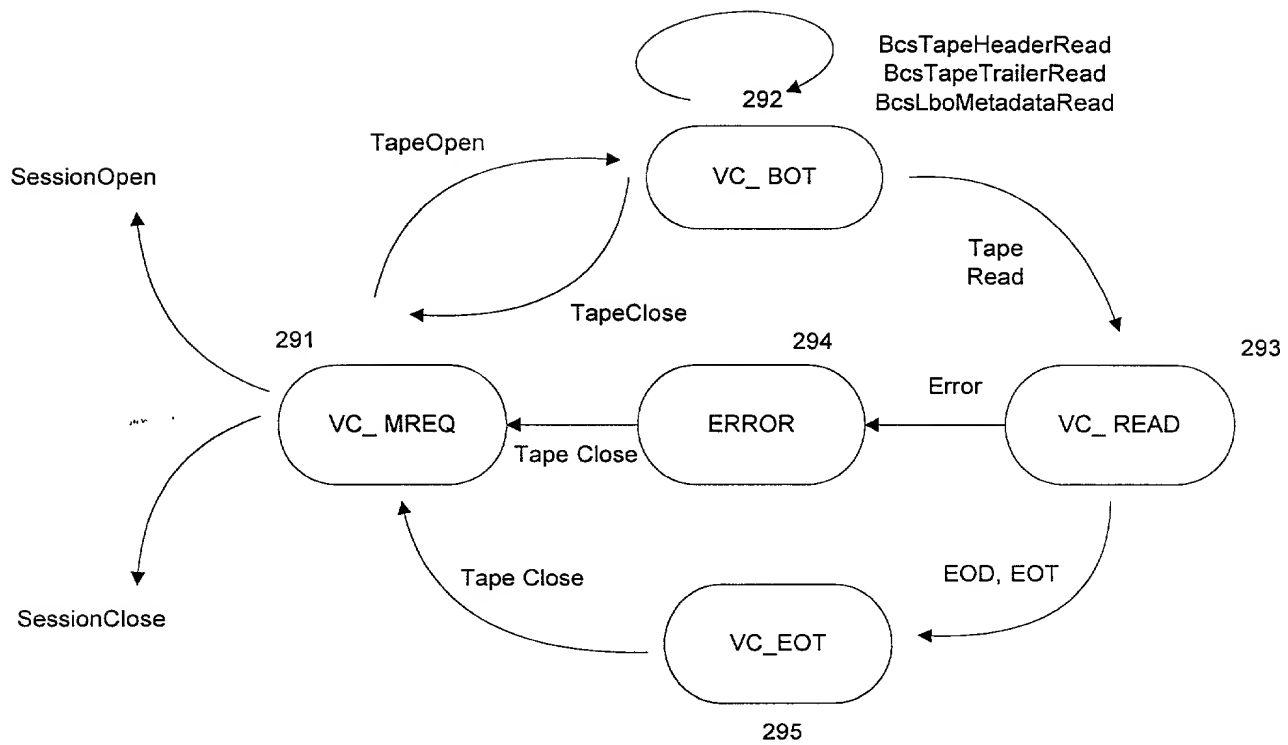 BcsTapeHeaderRead
BcsTapeTrailerRead
BcsLboMetadataRead
292
TapeOpen
VC_ BOT
SessionOpen
Tape
Read
TapeClose
291
294
293
Error
VC_ MREQ
ERROR
VC_ READ
Tape Close
Tape Close
EOD, EOT
SessionClose
VC_EOT
295